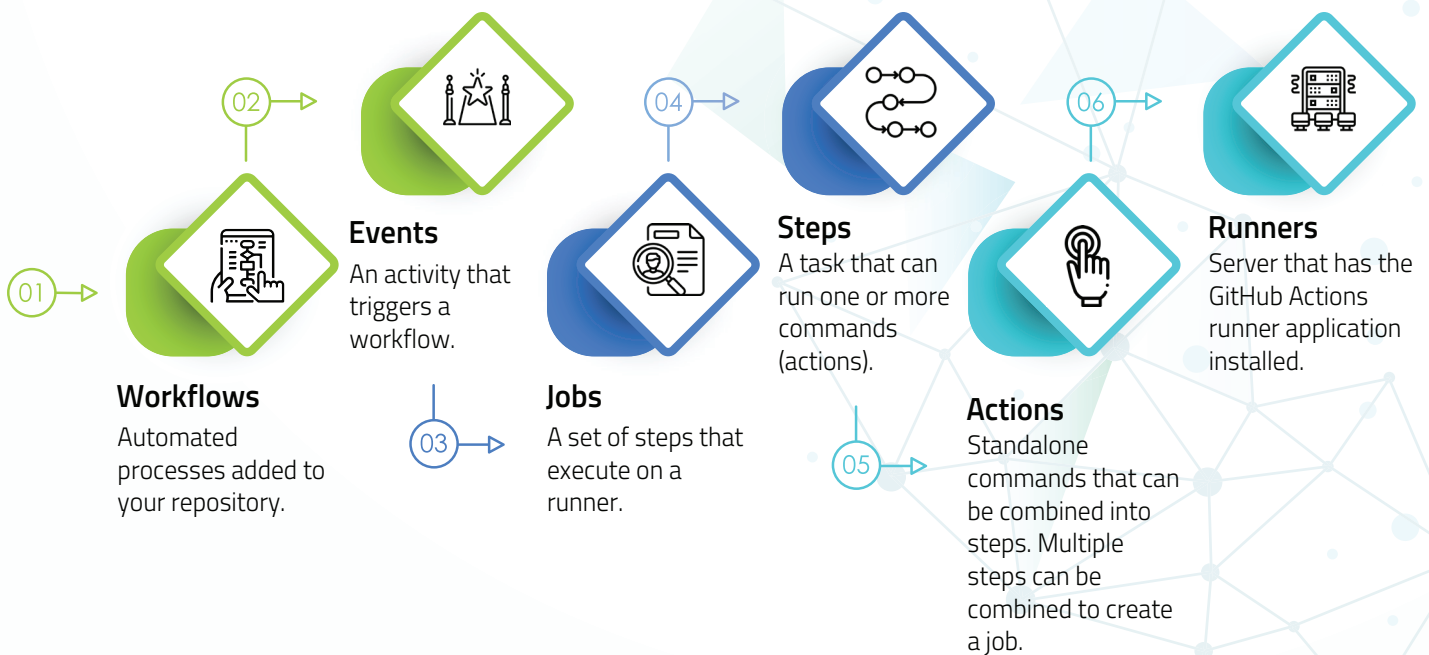 01
Workflows
Automated
processes added to
your repository.
02
Events
An activity that
triggers a
workflow.
03
Jobs
A set of steps that
execute on a
runner.
04
Steps
A task that can
run one or more
commands
(actions).
05
Actions
Standalone
commands that can
be combined into
steps. Multiple
steps can be
combined to create
a job.
06
Runners
Server that has the
GitHub Actions
runner application
installed.